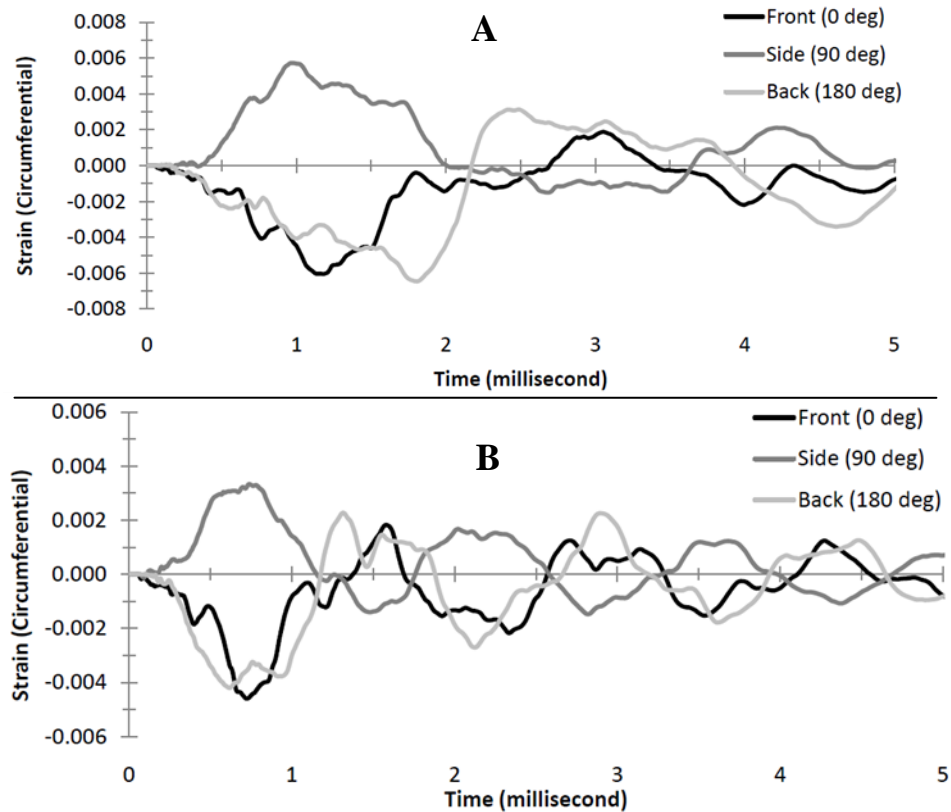 A
Front (0 deg)
Side (90 deg)
Back (180 deg)
Strain (Circumferential)
0.008
0.006
0.004
0.002
0.000
-0.002
-0.004
-0.006
-0.008
0 1 2 3 4 5
Time (millisecond)
B
Front (0 deg)
Side (90 deg)
Back (180 deg)
Strain (Circumferential)
0.006
0.004
0.002
0.000
-0.002
-0.004
-0.006
0 1 2 3 4 5
Time (millisecond)